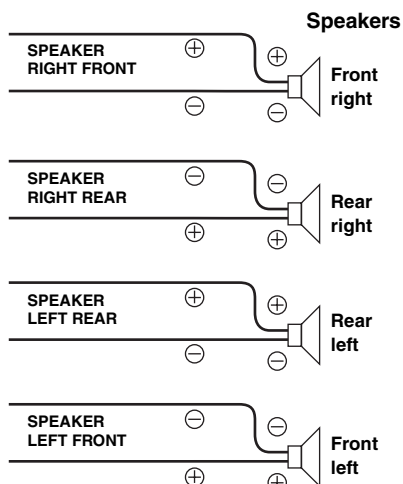 Speakers
SPEAKER
RIGHT FRONT
⊕
⊕
Front
right
⊖
⊖
SPEAKER
RIGHT REAR
⊖
⊖
Rear
right
⊕
⊕
SPEAKER
LEFT REAR
⊕
⊕
Rear
left
⊖
⊖
SPEAKER
LEFT FRONT
⊖
⊖
Front
left
⊕
⊕